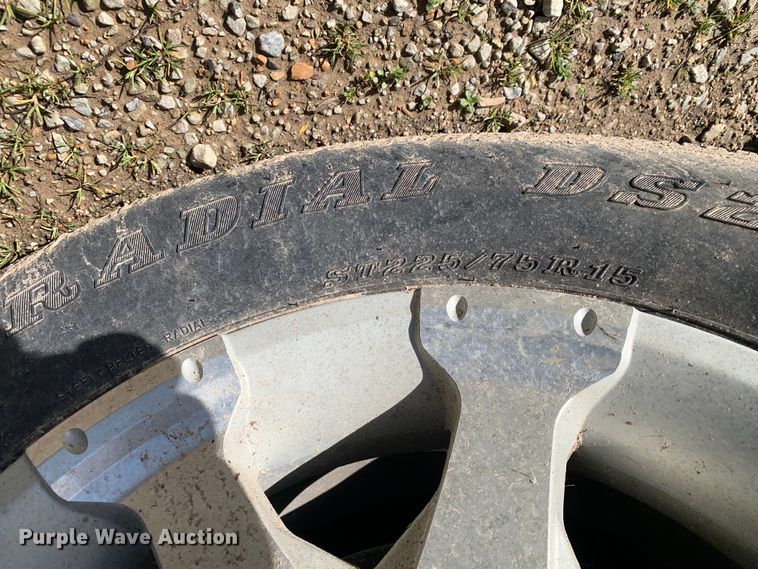 RADIAL DS2
ST225/75R15
STEEL BELTED RADIAL
Purple Wave Auction